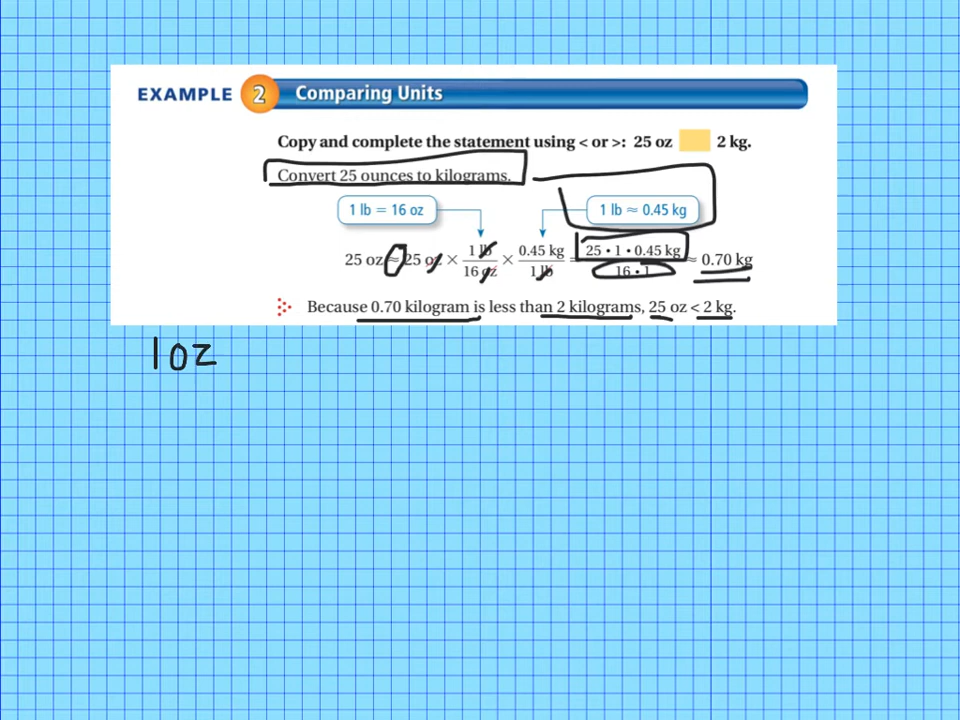 EXAMPLE 2 Comparing Units
Copy and complete the statement using < or >: 25 oz 2 kg.
Convert 25 ounces to kilograms.
1 lb = 16 oz 1 lb ≈ 0.45 kg
25 oz ≈ 25 oz × 1 lb/16 oz × 0.45 kg/1 lb = 25 • 1 • 0.45 kg/16 • 1 ≈ 0.70 kg
Because 0.70 kilogram is less than 2 kilograms, 25 oz < 2 kg.
1 oz